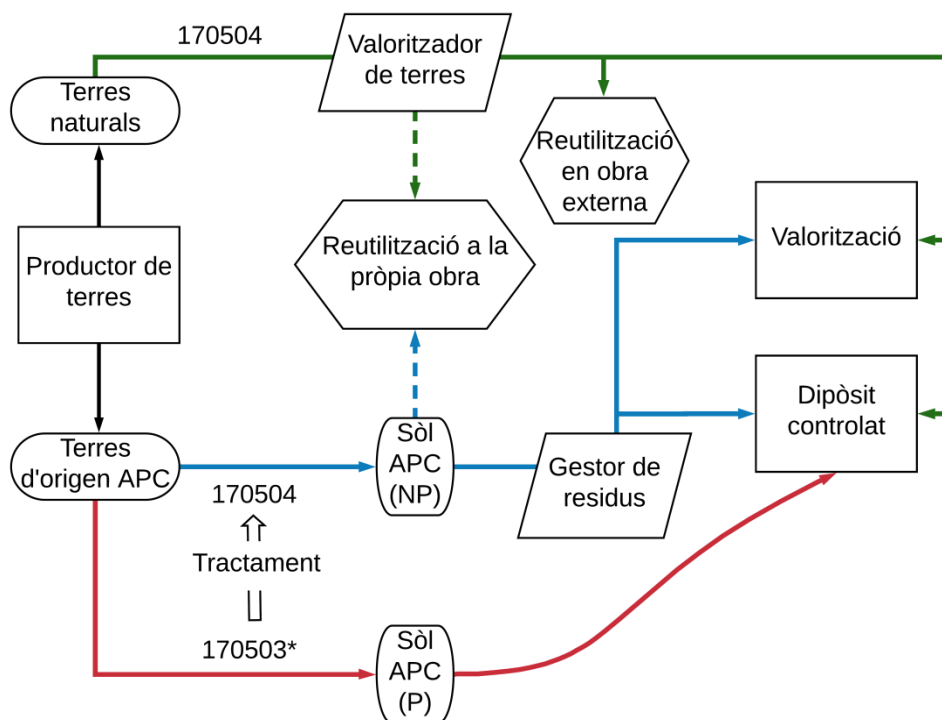 170504
Valoritzador
de terres
Terres
naturals
Reutilització
en obra
externa
Productor de
terres
Reutilització a la
pròpia obra
Valorització
Dipòsit
controlat
Terres
d'origen APC
170504
Tractament
170503*
Sòl
APC
(NP)
Gestor de
residus
Sòl
APC
(P)